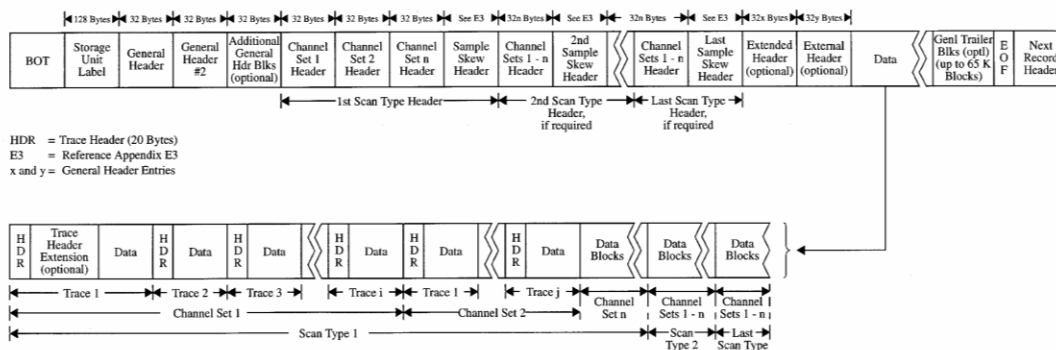 128 Bytes 32 Bytes 32 Bytes 32 Bytes 32 Bytes 32 Bytes 32 Bytes See E3 32n Bytes See E3 32n Bytes See E3 32x Bytes 32y Bytes
BOT
Storage
Unit
Label
General
Header
General
Header
#2
Additional
General
Hdr Blks
(optional)
Channel
Set 1
Header
Channel
Set 2
Header
Channel
Set n
Header
Sample
Skew
Header
Channel
Sets 1 - n
Header
2nd
Sample
Skew
Header
Channel
Sets 1 - n
Header
Last
Sample
Skew
Header
Extended
Header
(optional)
External
Header
(optional)
Data
Genl Trailer
Blks (optl)
(up to 65 K
Blocks)
E
O
F
Next
Record
Header
1st Scan Type Header
2nd Scan Type
Header,
if required
Last Scan Type
Header,
if required
HDR = Trace Header (20 Bytes)
E3 = Reference Appendix E3
x and y = General Header Entries
H
D
R
Trace
Header
Extension
(optional)
Data
H
D
R
Data
H
D
R
Data
H
D
R
Data
H
D
R
Data
H
D
R
Data
Data
Blocks
Data
Blocks
Data
Blocks
Trace 1 Trace 2 Trace 3 Trace i Trace 1 Trace j
Channel
Set n
Channel
Sets 1 - n
Channel
Sets 1 - n
Channel Set 1 Channel Set 2
Scan Type 1
Scan
Type 2
Last
Scan Type